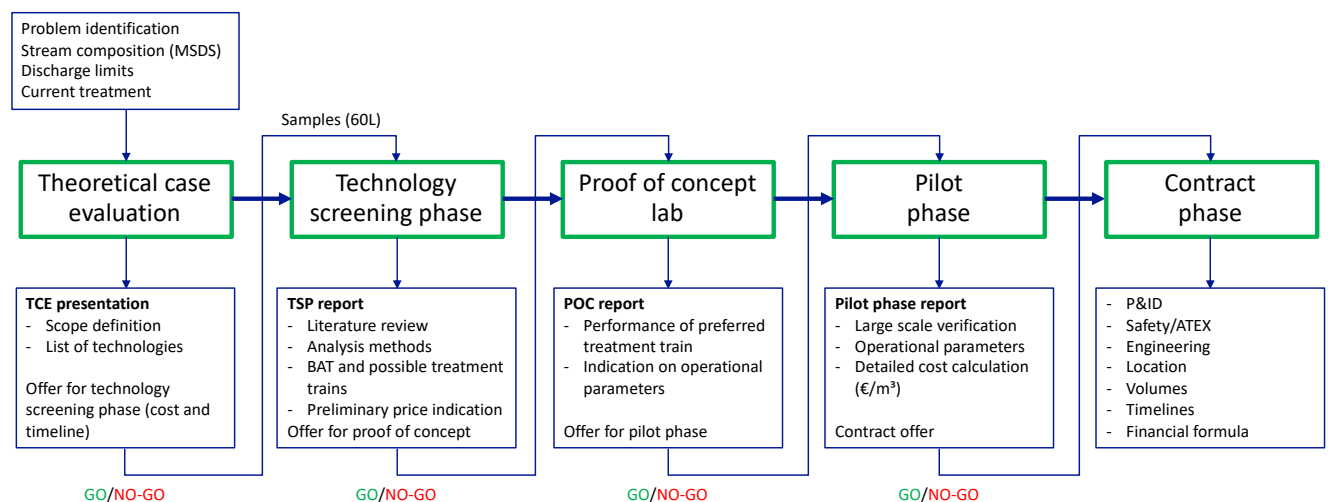 Problem identification
Stream composition (MSDS)
Discharge limits
Current treatment
Samples (60L)
Theoretical case
evaluation
Technology
screening phase
Proof of concept
lab
Pilot
phase
Contract
phase
TCE presentation
- Scope definition
- List of technologies
Offer for technology
screening phase (cost and
timeline)
TSP report
- Literature review
- Analysis methods
- BAT and possible treatment
trains
- Preliminary price indication
Offer for proof of concept
POC report
- Performance of preferred
treatment train
- Indication on operational
parameters
Offer for pilot phase
Pilot phase report
- Large scale verification
- Operational parameters
- Detailed cost calculation
(€/m³)
Contract offer
- P&ID
- Safety/ATEX
- Engineering
- Location
- Volumes
- Timelines
- Financial formula
GO/NO-GO
GO/NO-GO
GO/NO-GO
GO/NO-GO